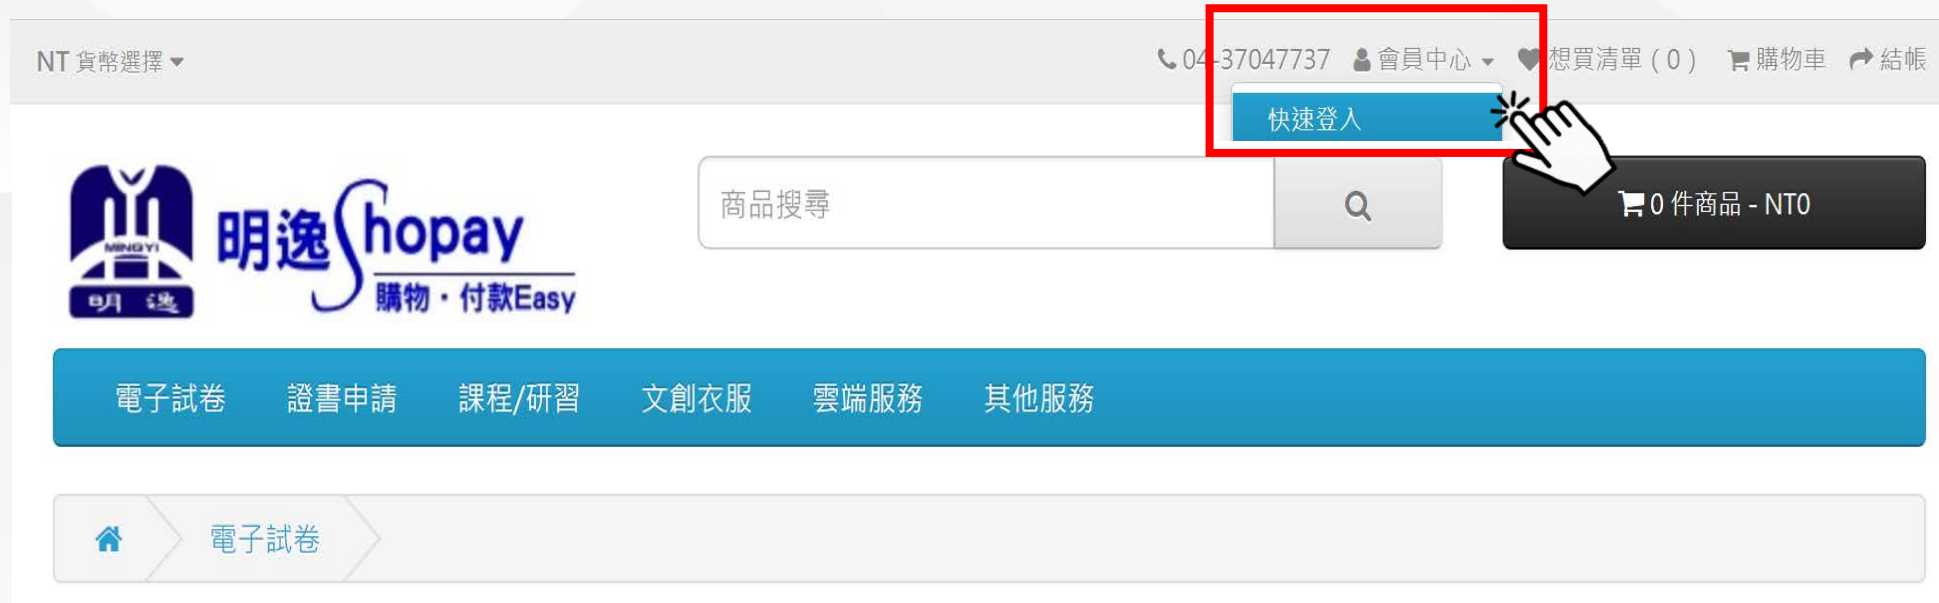 NT 貨幣選擇
04-37047737 會員中心 想買清單 ( 0 ) 購物車 結帳
快速登入
MINGYI
明逸
明逸Shopay
購物・付款Easy
商品搜尋
0 件商品 - NT0
電子試卷 證書申請 課程/研習 文創衣服 雲端服務 其他服務
電子試卷